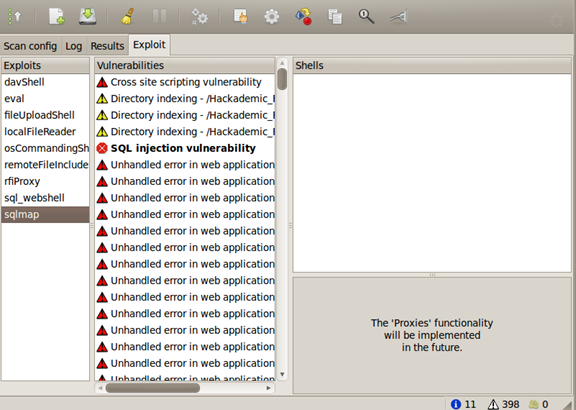 Scan config Log Results Exploit
Exploits
davShell
eval
fileUploadShell
localFileReader
osCommandingSh
remoteFileInclude
rfiProxy
sql_webshell
sqlmap
Vulnerabilities
Cross site scripting vulnerability
Directory indexing - /Hackademic_
Directory indexing - /Hackademic_
Directory indexing - /Hackademic_
SQL injection vulnerability
Unhandled error in web application
Unhandled error in web application
Unhandled error in web application
Unhandled error in web application
Unhandled error in web application
Unhandled error in web application
Unhandled error in web application
Unhandled error in web application
Unhandled error in web application
Unhandled error in web application
Unhandled error in web application
Unhandled error in web application
Unhandled error in web application
Unhandled error in web application
Shells
The 'Proxies' functionality
will be implemented
in the future.
11 398 0